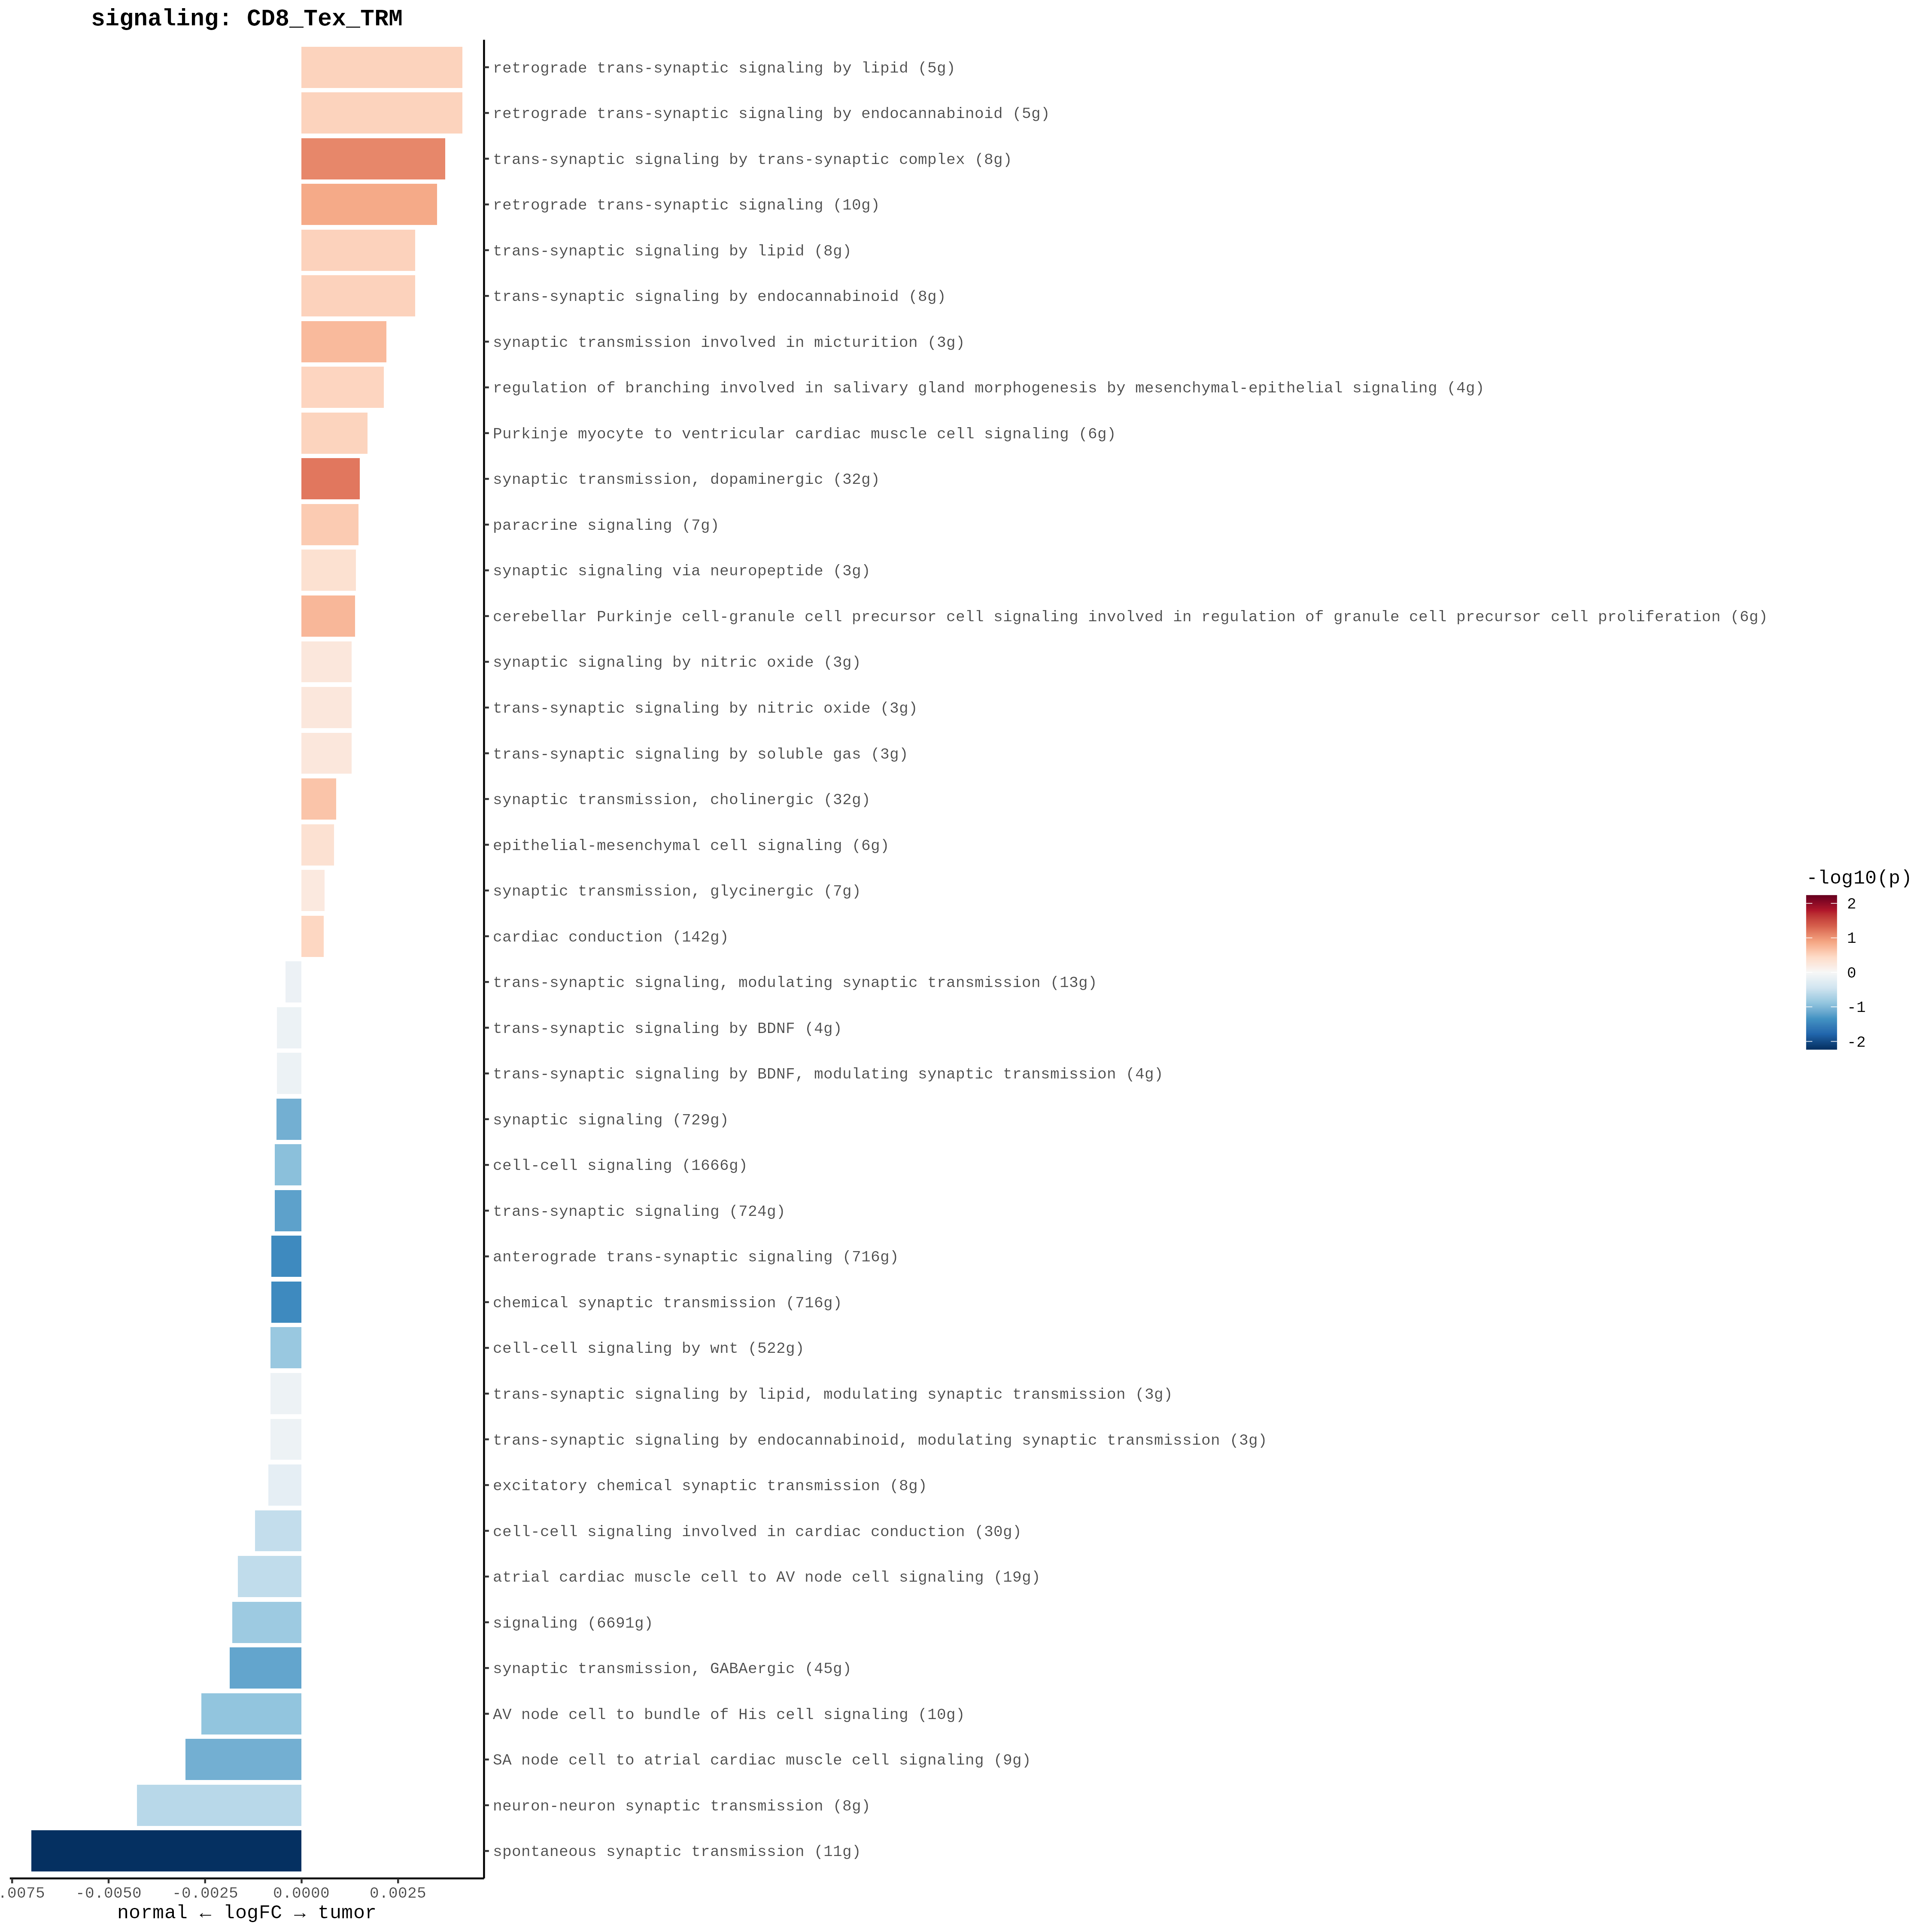 signaling: CD8_Tex_TRM
retrograde trans-synaptic signaling by lipid (5g)
retrograde trans-synaptic signaling by endocannabinoid (5g)
trans-synaptic signaling by trans-synaptic complex (8g)
retrograde trans-synaptic signaling (10g)
trans-synaptic signaling by lipid (8g)
trans-synaptic signaling by endocannabinoid (8g)
synaptic transmission involved in micturition (3g)
regulation of branching involved in salivary gland morphogenesis by mesenchymal-epithelial signaling (4g)
Purkinje myocyte to ventricular cardiac muscle cell signaling (6g)
synaptic transmission, dopaminergic (32g)
paracrine signaling (7g)
synaptic signaling via neuropeptide (3g)
cerebellar Purkinje cell-granule cell precursor cell signaling involved in regulation of granule cell precursor cell proliferation (6g)
synaptic signaling by nitric oxide (3g)
trans-synaptic signaling by nitric oxide (3g)
trans-synaptic signaling by soluble gas (3g)
synaptic transmission, cholinergic (32g)
epithelial-mesenchymal cell signaling (6g)
synaptic transmission, glycinergic (7g)
cardiac conduction (142g)
trans-synaptic signaling, modulating synaptic transmission (13g)
trans-synaptic signaling by BDNF (4g)
trans-synaptic signaling by BDNF, modulating synaptic transmission (4g)
synaptic signaling (729g)
cell-cell signaling (1666g)
trans-synaptic signaling (724g)
anterograde trans-synaptic signaling (716g)
chemical synaptic transmission (716g)
cell-cell signaling by wnt (522g)
trans-synaptic signaling by lipid, modulating synaptic transmission (3g)
trans-synaptic signaling by endocannabinoid, modulating synaptic transmission (3g)
excitatory chemical synaptic transmission (8g)
cell-cell signaling involved in cardiac conduction (30g)
atrial cardiac muscle cell to AV node cell signaling (19g)
signaling (6691g)
synaptic transmission, GABAergic (45g)
AV node cell to bundle of His cell signaling (10g)
SA node cell to atrial cardiac muscle cell signaling (9g)
neuron-neuron synaptic transmission (8g)
spontaneous synaptic transmission (11g)
.0075 -0.0050 -0.0025 0.0000 0.0025
normal ← logFC → tumor
-log10(p)
2
1
0
-1
-2